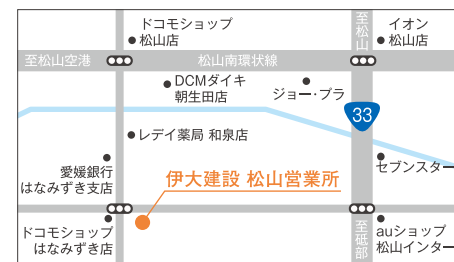 ドコモショップ
松山店
至松山
イオン
松山店
至松山空港
松山南環状線
DCMダイキ
朝生田店
ジョー・プラ
33
レデイ薬局 和泉店
愛媛銀行
はなみずき支店
セブンスター
伊大建設 松山営業所
ドコモショップ
はなみずき店
至砥部
auショップ
松山インター